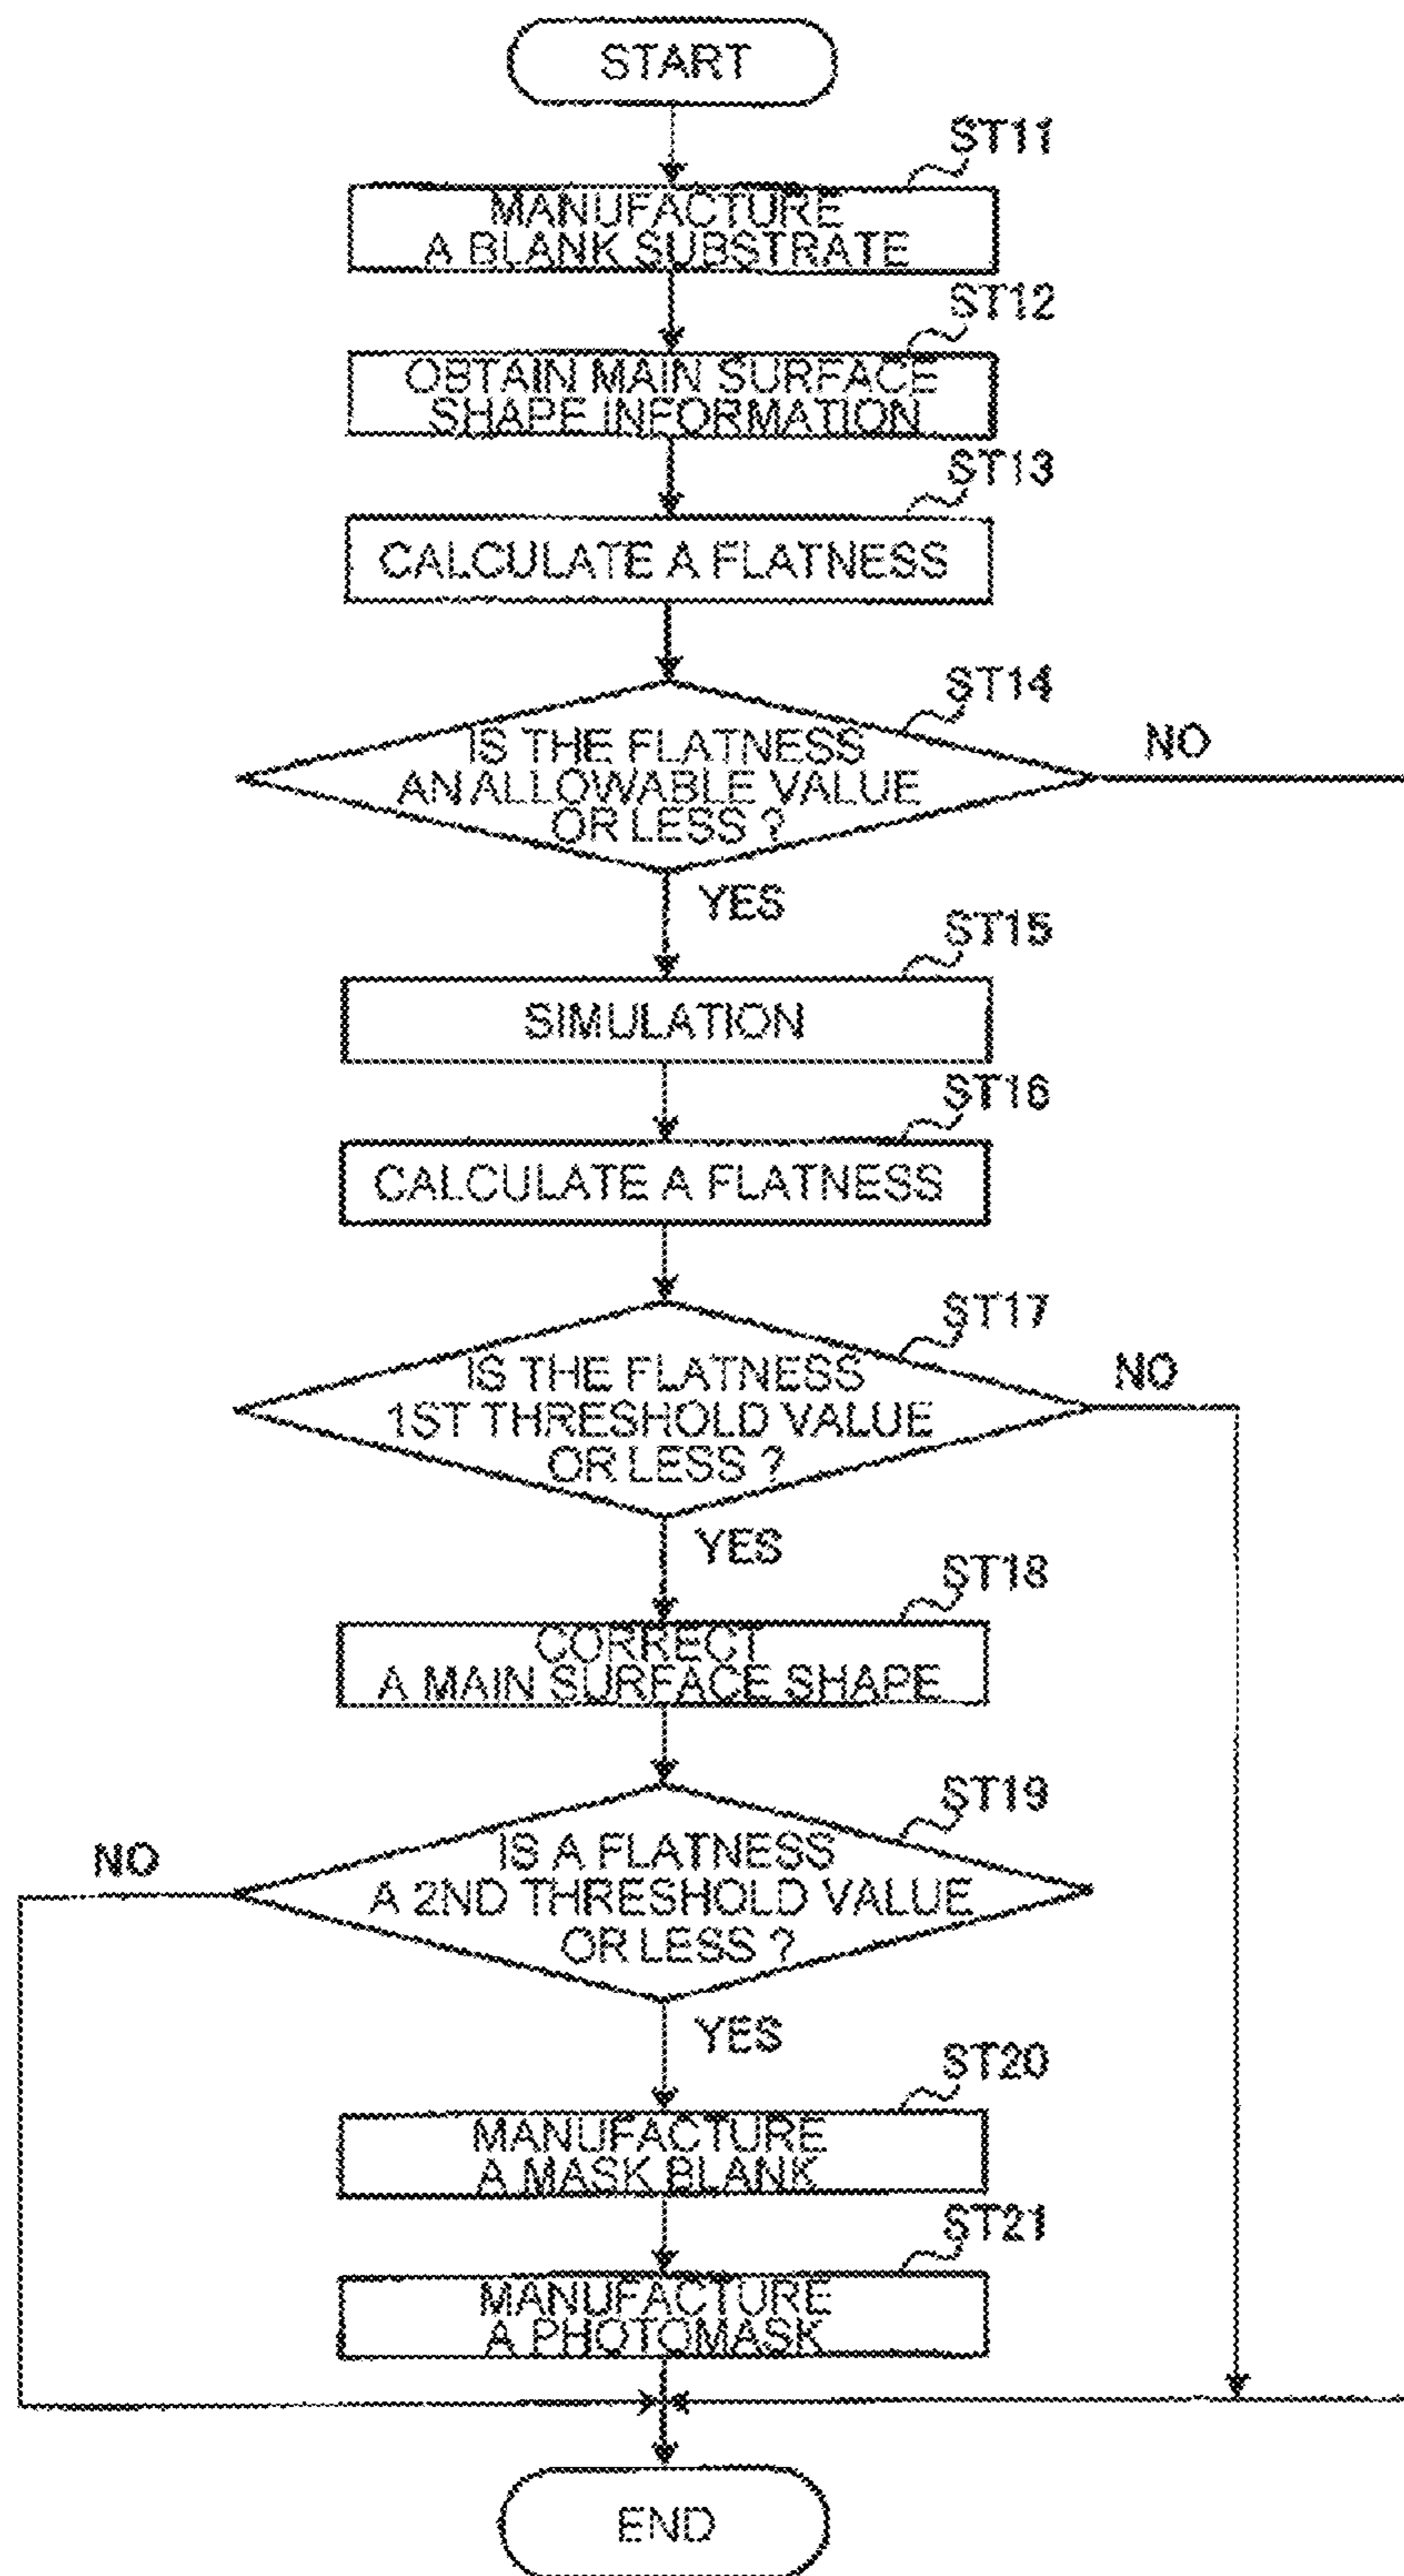 START
ST11
MANUFACTURE
A BLANK SUBSTRATE
ST12
OBTAIN MAIN SURFACE
SHAPE INFORMATION
ST13
CALCULATE A FLATNESS
ST14
IS THE FLATNESS
AN ALLOWABLE VALUE
OR LESS ?
NO
YES
ST15
SIMULATION
ST16
CALCULATE A FLATNESS
ST17
IS THE FLATNESS
1ST THRESHOLD VALUE
OR LESS ?
NO
YES
ST18
CORRECT
A MAIN SURFACE SHAPE
ST19
NO
IS A FLATNESS
A 2ND THRESHOLD VALUE
OR LESS ?
YES
ST20
MANUFACTURE
A MASK BLANK
ST21
MANUFACTURE
A PHOTOMASK
END